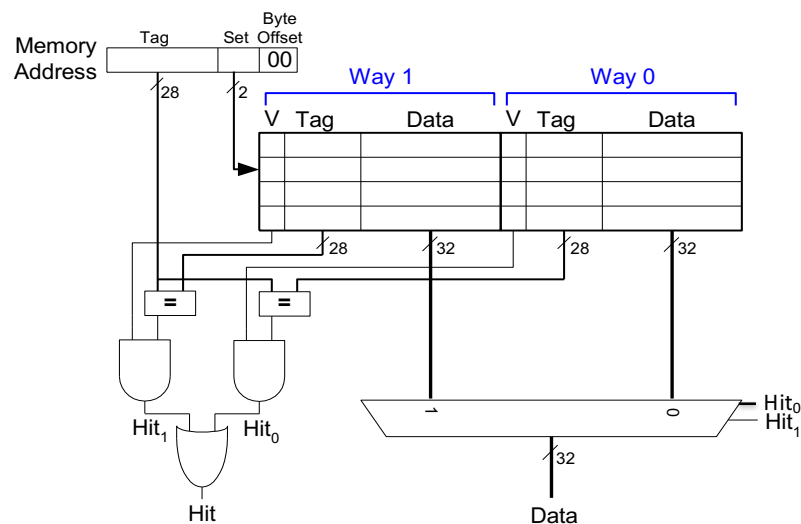 Byte
Tag Set Offset
Memory
Address
00
28 2
Way 1 Way 0
V Tag Data V Tag Data
28 32 28 32
= =
1 0
Hit0
Hit1
Hit1 Hit0
32
Hit Data